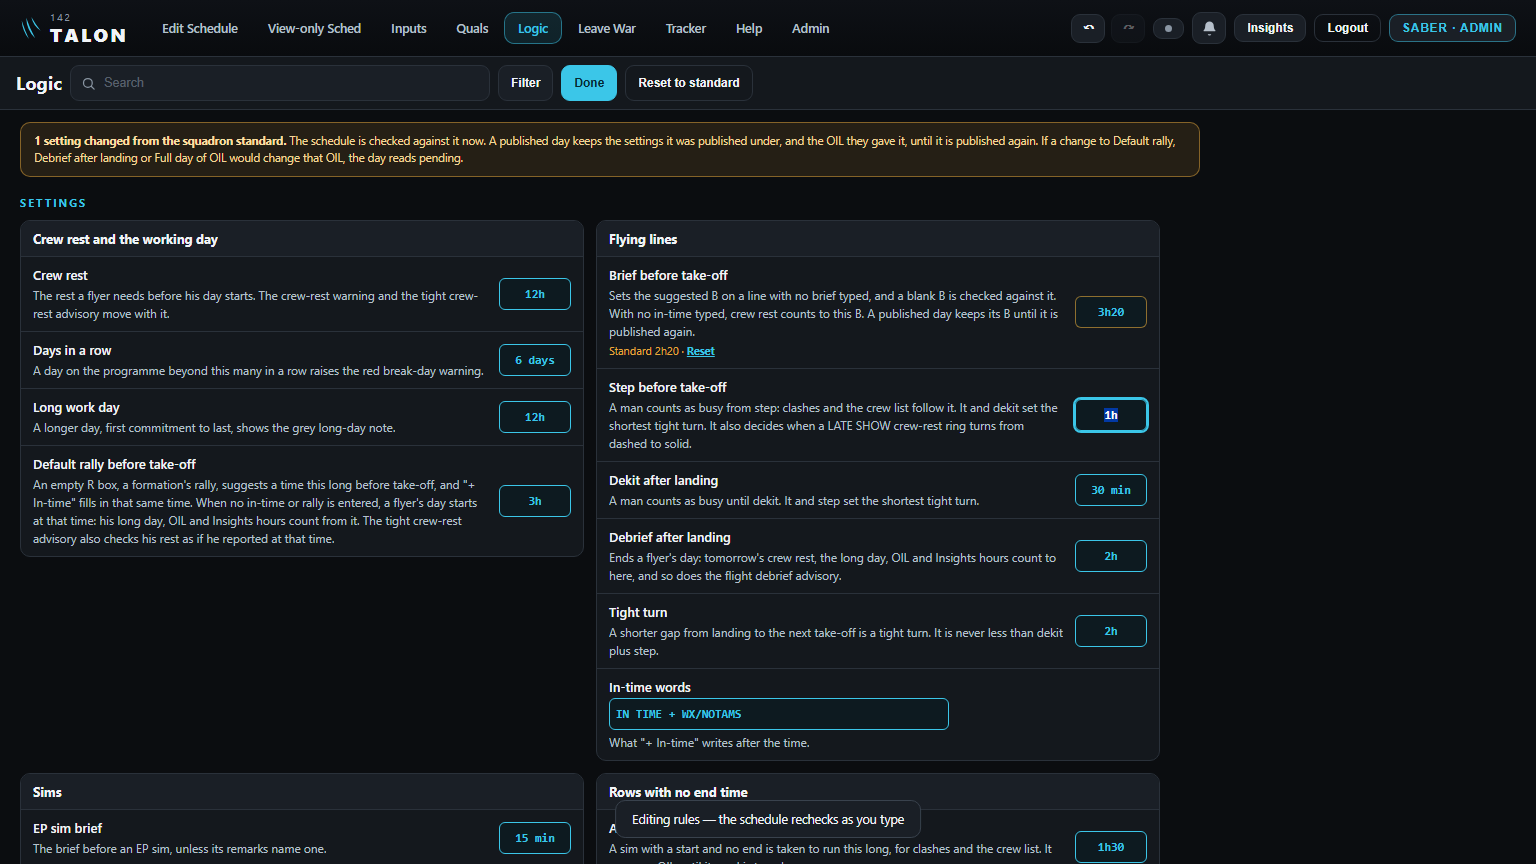 142
TALON
Edit Schedule
View-only Sched
Inputs
Quals
Logic
Leave War
Tracker
Help
Admin
Insights
Logout
SABER · ADMIN
Logic
Search
Filter
Done
Reset to standard
1 setting changed from the squadron standard. The schedule is checked against it now. A published day keeps the settings it was published under, and the OIL they gave it, until it is published again. If a change to Default rally,
Debrief after landing or Full day of OIL would change that OIL, the day reads pending.
SETTINGS
Crew rest and the working day
Crew rest
The rest a flyer needs before his day starts. The crew-rest warning and the tight crew-
rest advisory move with it.
12h
Days in a row
A day on the programme beyond this many in a row raises the red break-day warning.
6 days
Long work day
A longer day, first commitment to last, shows the grey long-day note.
12h
Default rally before take-off
An empty R box, a formation's rally, suggests a time this long before take-off, and "+
In-time" fills in that same time. When no in-time or rally is entered, a flyer's day starts
at that time: his long day, OIL and Insights hours count from it. The tight crew-rest
advisory also checks his rest as if he reported at that time.
3h
Flying lines
Brief before take-off
Sets the suggested B on a line with no brief typed, and a blank B is checked against it.
With no in-time typed, crew rest counts to this B. A published day keeps its B until it is
published again.
Standard 2h20 · Reset
3h20
Step before take-off
A man counts as busy from step: clashes and the crew list follow it. It and dekit set the
shortest tight turn. It also decides when a LATE SHOW crew-rest ring turns from
dashed to solid.
1h
Dekit after landing
A man counts as busy until dekit. It and step set the shortest tight turn.
30 min
Debrief after landing
Ends a flyer's day: tomorrow's crew rest, the long day, OIL and Insights hours count to
here, and so does the flight debrief advisory.
2h
Tight turn
A shorter gap from landing to the next take-off is a tight turn. It is never less than dekit
plus step.
2h
In-time words
IN TIME + WX/NOTAMS
What "+ In-time" writes after the time.
Sims
EP sim brief
The brief before an EP sim, unless its remarks name one.
15 min
Rows with no end time
Editing rules — the schedule rechecks as you type
A sim with a start and no end is taken to run this long, for clashes and the crew list. It
1h30